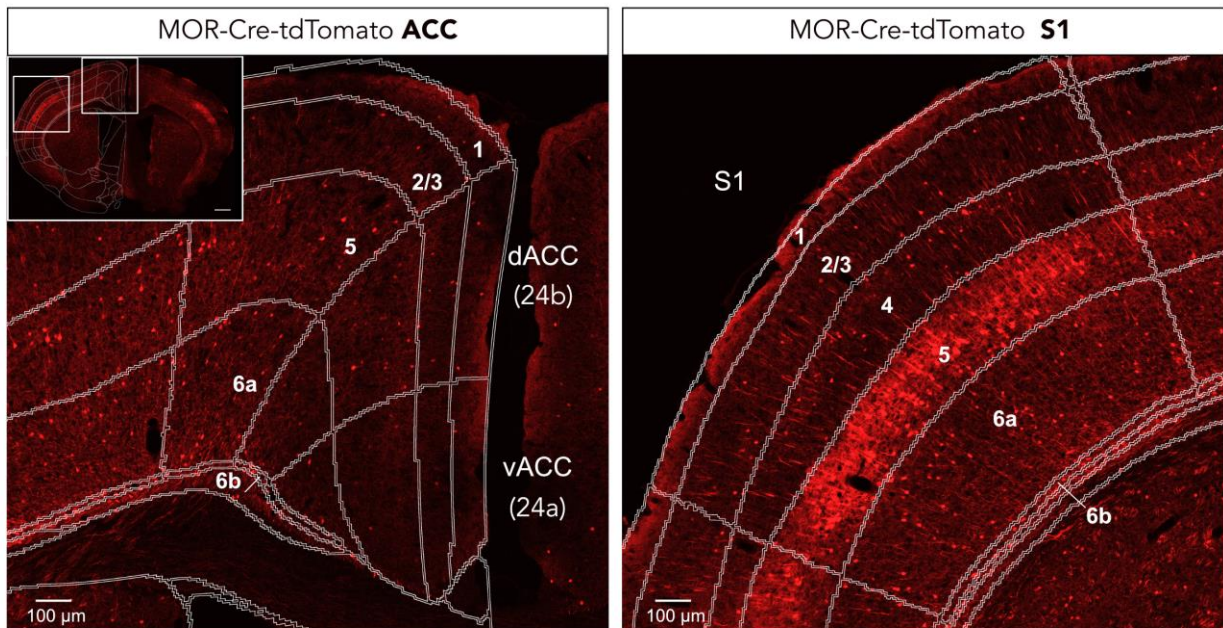 MOR-Cre-tdTomato ACC
1
2/3
5
dACC
(24b)
6a
vACC
6b
(24a)
100 µm
MOR-Cre-tdTomato S1
S1
1
2/3
4
5
6a
6b
100 µm